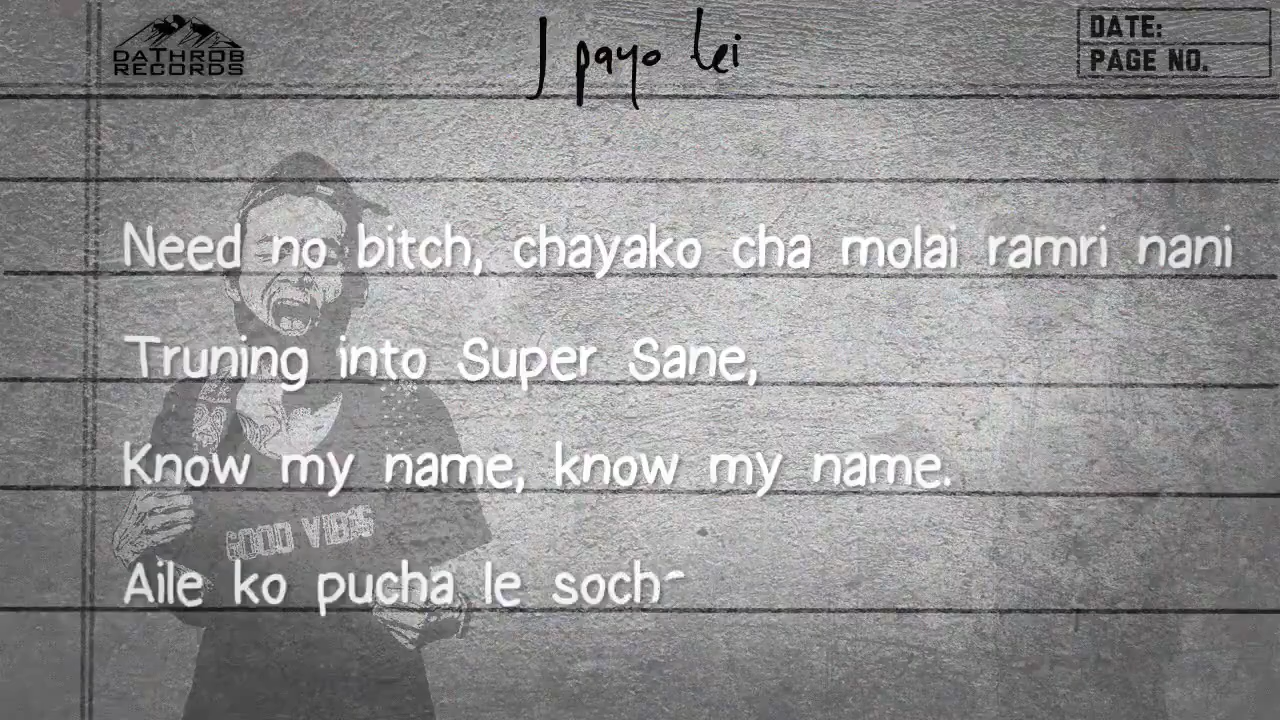 DATHROB
RECORDS
J payo lei
DATE:
PAGE NO.
Need no bitch, chayako cha molai ramri nani
Truning into Super Sane,
Know my name, know my name.
GOOD VIBES
Aile ko pucha le soch